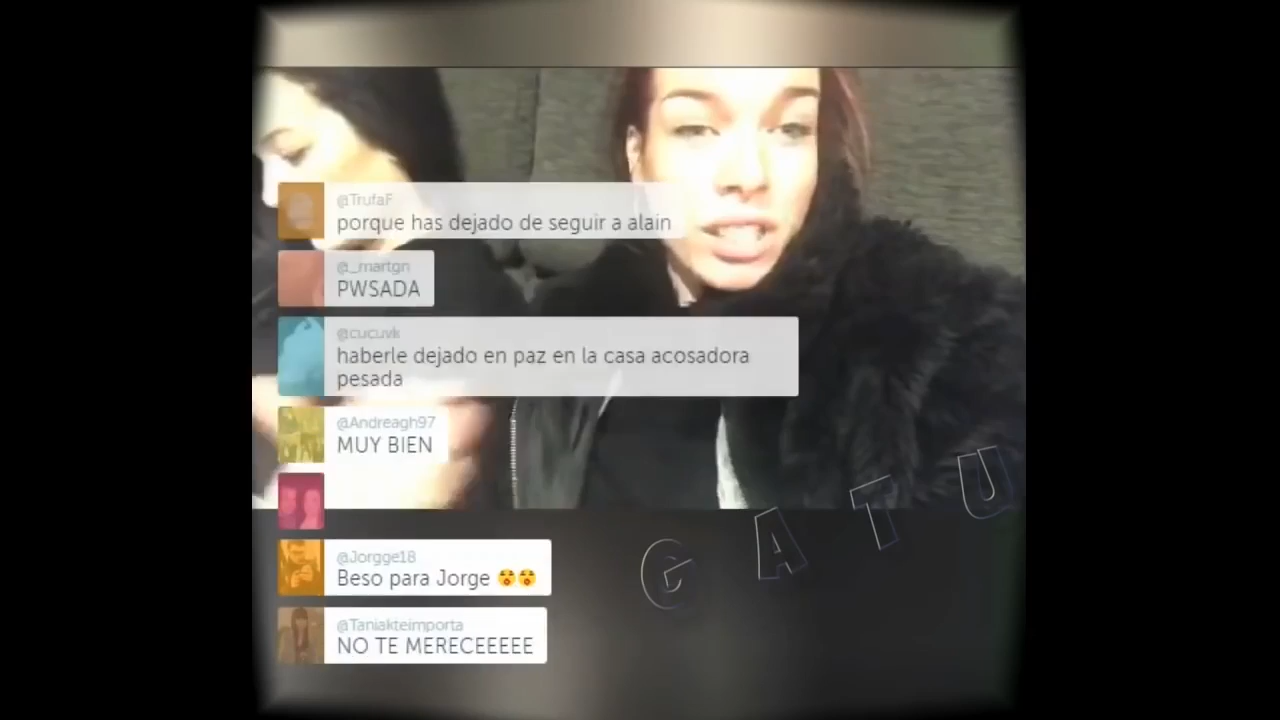 @TrufaF
porque has dejado de seguir a alain
@_martgn
PWSADA
@cucuvk
haberle dejado en paz en la casa acosadora
pesada
@Andreagh97
MUY BIEN
@Jorgge18
Beso para Jorge 😲😲
@Taniakteimporta
NO TE MERECEEEEE
G A T U